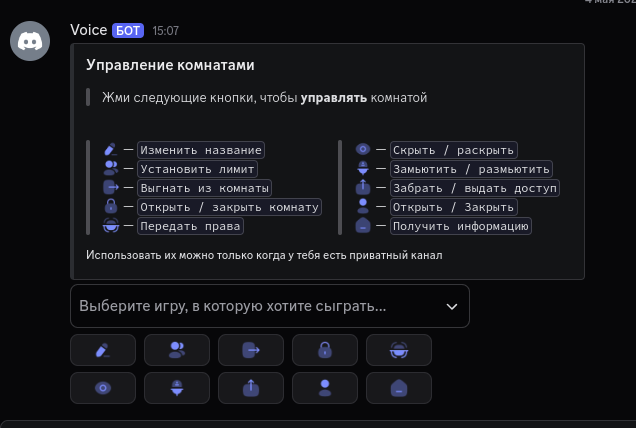 4 мая
Voice БОТ 15:07
Управление комнатами
Жми следующие кнопки, чтобы управлять комнатой
— Изменить название
— Установить лимит
— Выгнать из комнаты
— Открыть / закрыть комнату
— Передать права
— Скрыть / раскрыть
— Замьютить / размьютить
— Забрать / выдать доступ
— Открыть / Закрыть
— Получить информацию
Использовать их можно только когда у тебя есть приватный канал
Выберите игру, в которую хотите сыграть...